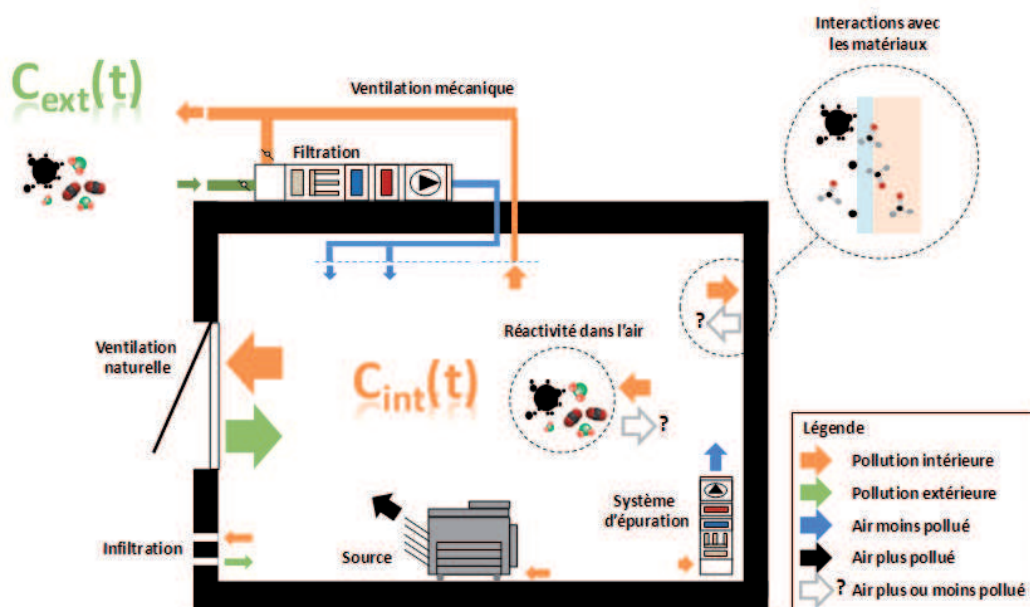 Interactions avec
les matériaux
Cext(t)
Ventilation mécanique
Filtration
Réactivité dans l'air
?
Ventilation
naturelle
Cint(t)
?
Système
d'épuration
Infiltration
Source
Légende
Pollution intérieure
Pollution extérieure
Air moins pollué
Air plus pollué
? Air plus ou moins pollué